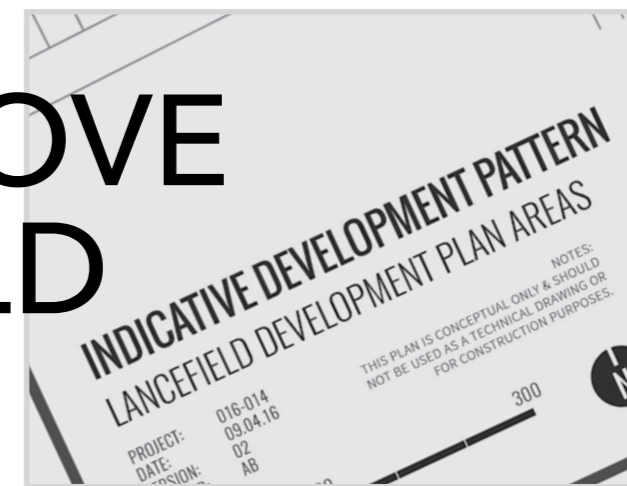 OVE
LD
INDICATIVE DEVELOPMENT PATTERN
LANCEFIELD DEVELOPMENT PLAN AREAS
NOTES:
THIS PLAN IS CONCEPTUAL ONLY & SHOULD
NOT BE USED AS A TECHNICAL DRAWING OR
FOR CONSTRUCTION PURPOSES.
PROJECT: 016-014
DATE: 09.04.16
VERSION: 02
AB
300
N